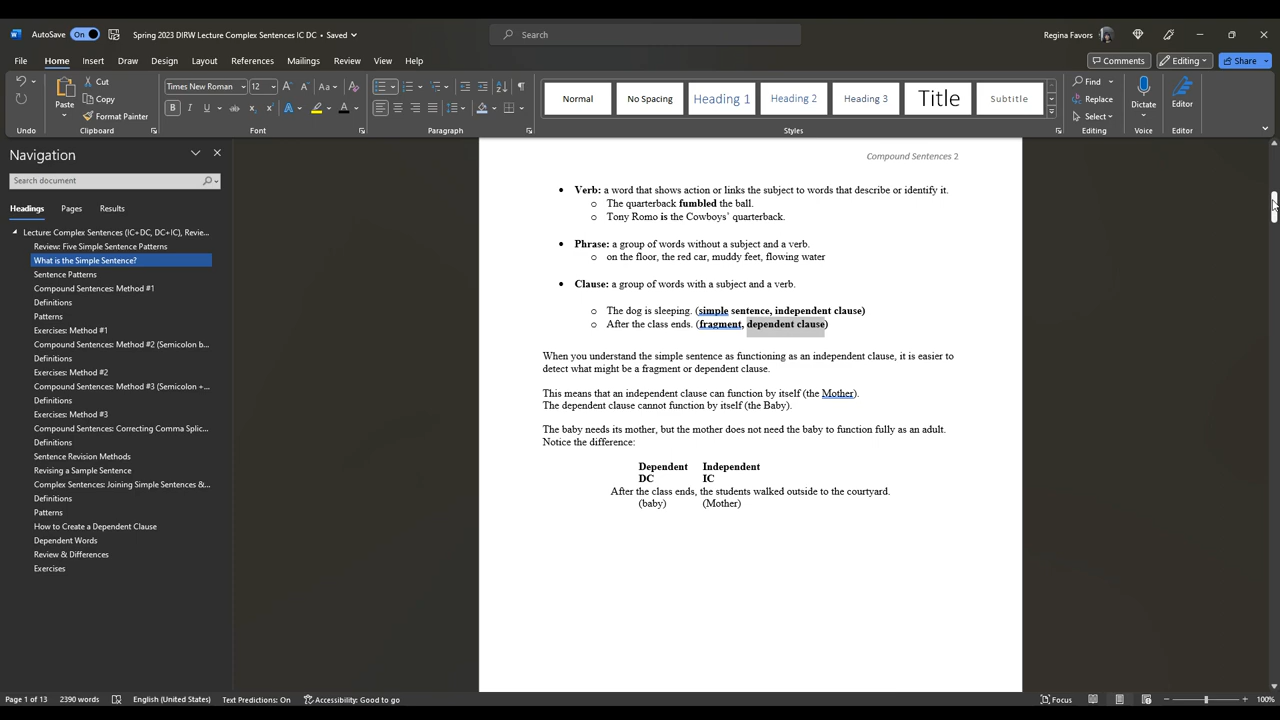 AutoSave On Spring 2023 DIRW Lecture Complex Sentences IC DC • Saved Search Regina Favors
File Home Insert Draw Design Layout References Mailings Review View Help Comments Editing Share
Times New Roman 12 Aa
Paste Cut Copy Format Painter
B I U ab x A
Normal No Spacing Heading 1 Heading 2 Heading 3 Title Subtitle
Find Replace Select Dictate Editor
Undo Clipboard Font Paragraph Styles Editing Voice Editor
Navigation
Search document
Headings Pages Results
Lecture: Complex Sentences (IC+DC, DC+IC), Revie...
Review: Five Simple Sentence Patterns
What is the Simple Sentence?
Sentence Patterns
Compound Sentences: Method #1
Definitions
Patterns
Exercises: Method #1
Compound Sentences: Method #2 (Semicolon b...
Definitions
Exercises: Method #2
Compound Sentences: Method #3 (Semicolon +...
Definitions
Exercises: Method #3
Compound Sentences: Correcting Comma Splic...
Definitions
Sentence Revision Methods
Revising a Sample Sentence
Complex Sentences: Joining Simple Sentences &...
Definitions
Patterns
How to Create a Dependent Clause
Dependent Words
Review & Differences
Exercises
Compound Sentences 2
• Verb: a word that shows action or links the subject to words that describe or identify it.
o The quarterback fumbled the ball.
o Tony Romo is the Cowboys’ quarterback.
• Phrase: a group of words without a subject and a verb.
o on the floor, the red car, muddy feet, flowing water
• Clause: a group of words with a subject and a verb.
o The dog is sleeping. (simple sentence, independent clause)
o After the class ends. (fragment, dependent clause)
When you understand the simple sentence as functioning as an independent clause, it is easier to
detect what might be a fragment or dependent clause.
This means that an independent clause can function by itself (the Mother).
The dependent clause cannot function by itself (the Baby).
The baby needs its mother, but the mother does not need the baby to function fully as an adult.
Notice the difference:
Dependent Independent
DC IC
After the class ends, the students walked outside to the courtyard.
(baby) (Mother)
Page 1 of 13 2390 words English (United States) Text Predictions: On Accessibility: Good to go Focus 100%